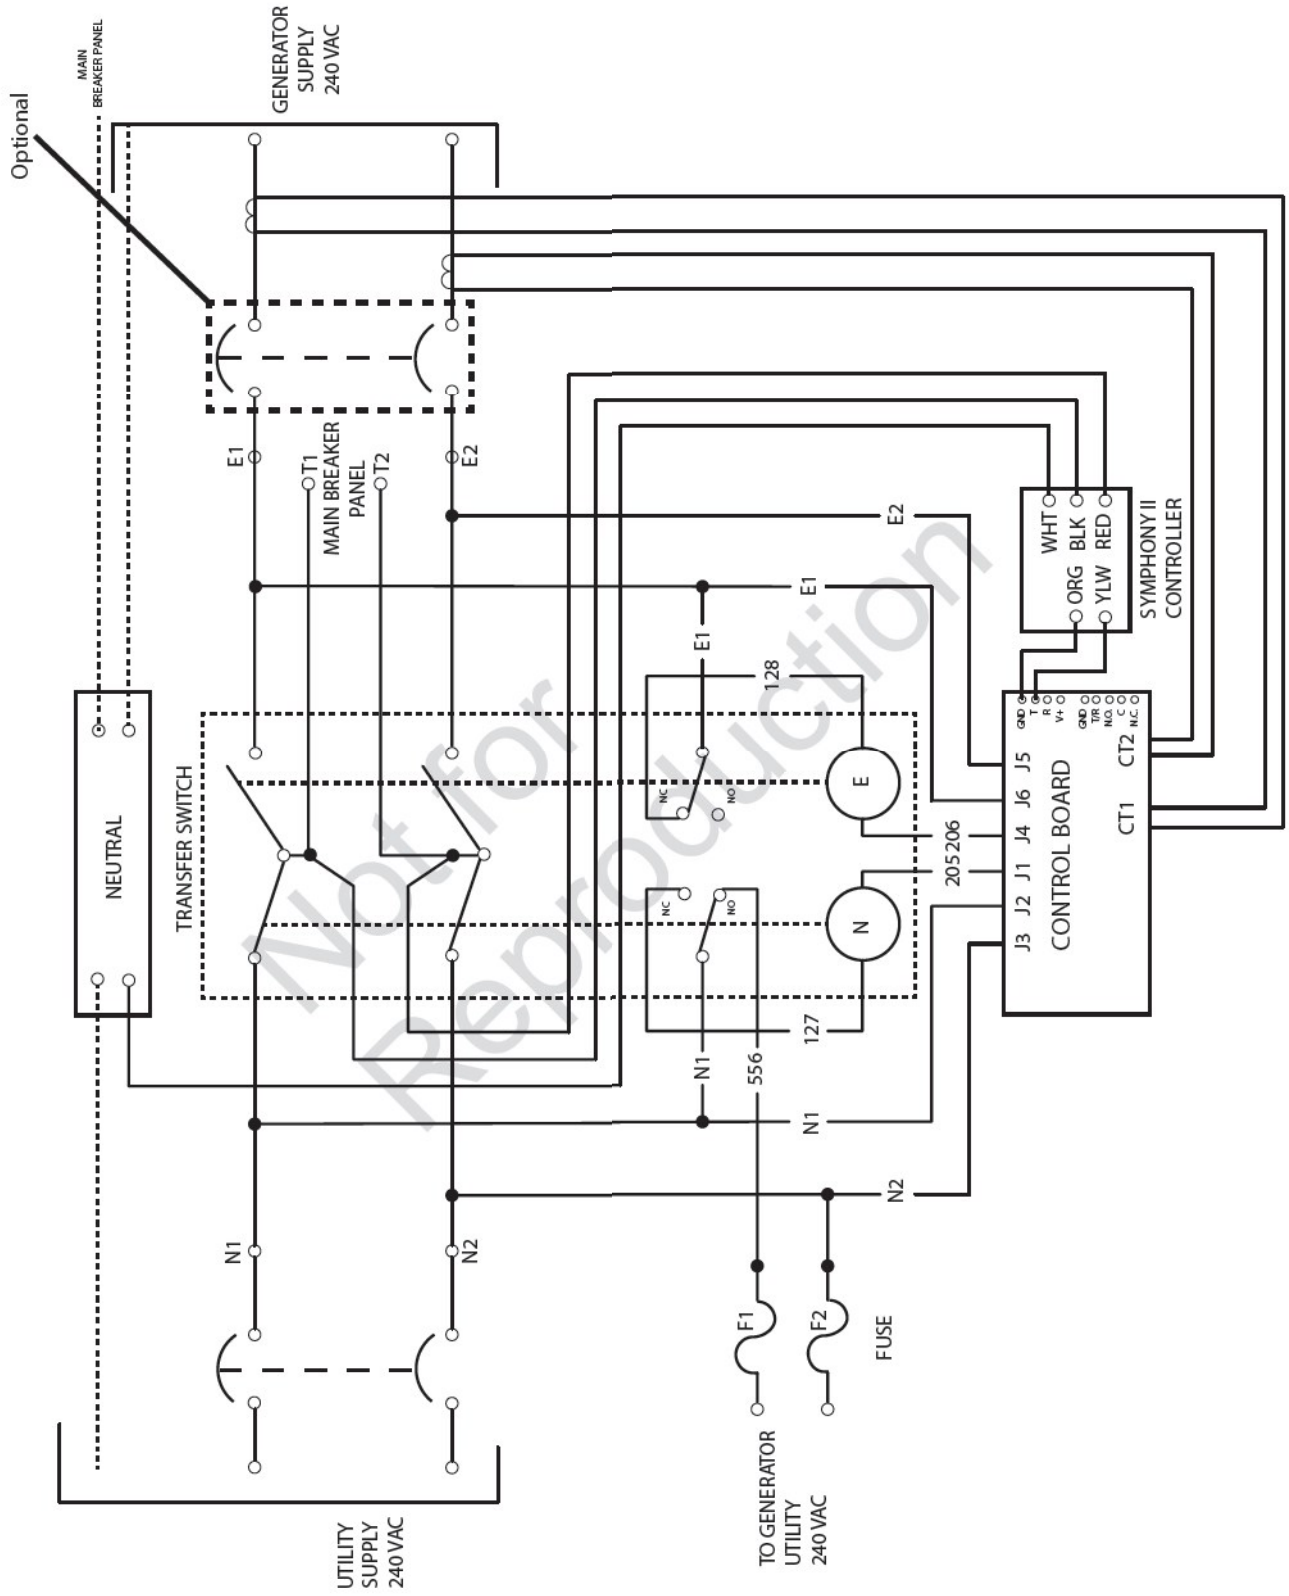 Optional
MAIN
BREAKER PANEL
GENERATOR
SUPPLY
240 VAC
E1
T1
MAIN BREAKER
PANEL
T2
E2
E2
E1
E1
WHT
BLK
RED
ORG
YLW
SYMPHONY II
CONTROLLER
NEUTRAL
TRANSFER SWITCH
NC
NO
128
E
NC
NO
N
206
205
127
N1
556
N1
N2
GND
T
R
V+
GND
T/R
N.O.
C
N.C.
J5
J6
J4
J1
J2
J3
CONTROL BOARD
CT2
CT1
N1
N2
F1
F2
FUSE
UTILITY
SUPPLY
240 VAC
TO GENERATOR
UTILITY
240 VAC
Not for
Reproduction